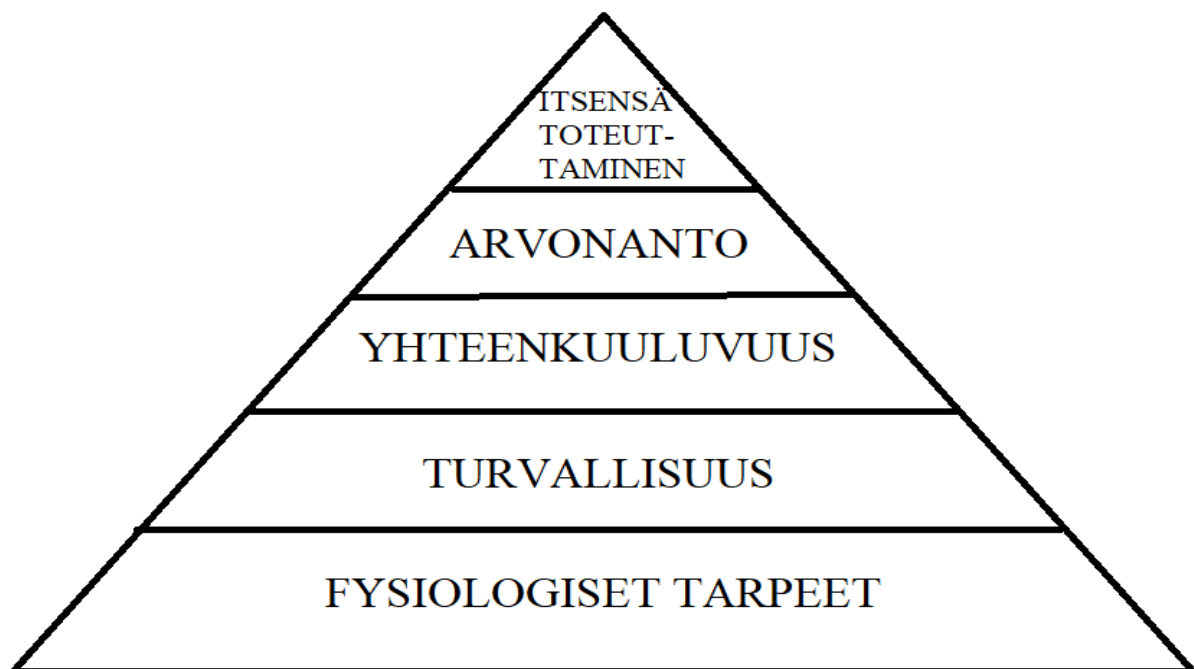 ITSENSÄ
TOTEUT-
TAMINEN
ARVONANTO
YHTEENKUULUVUUS
TURVALLISUUS
FYSIOLOGISET TARPEET